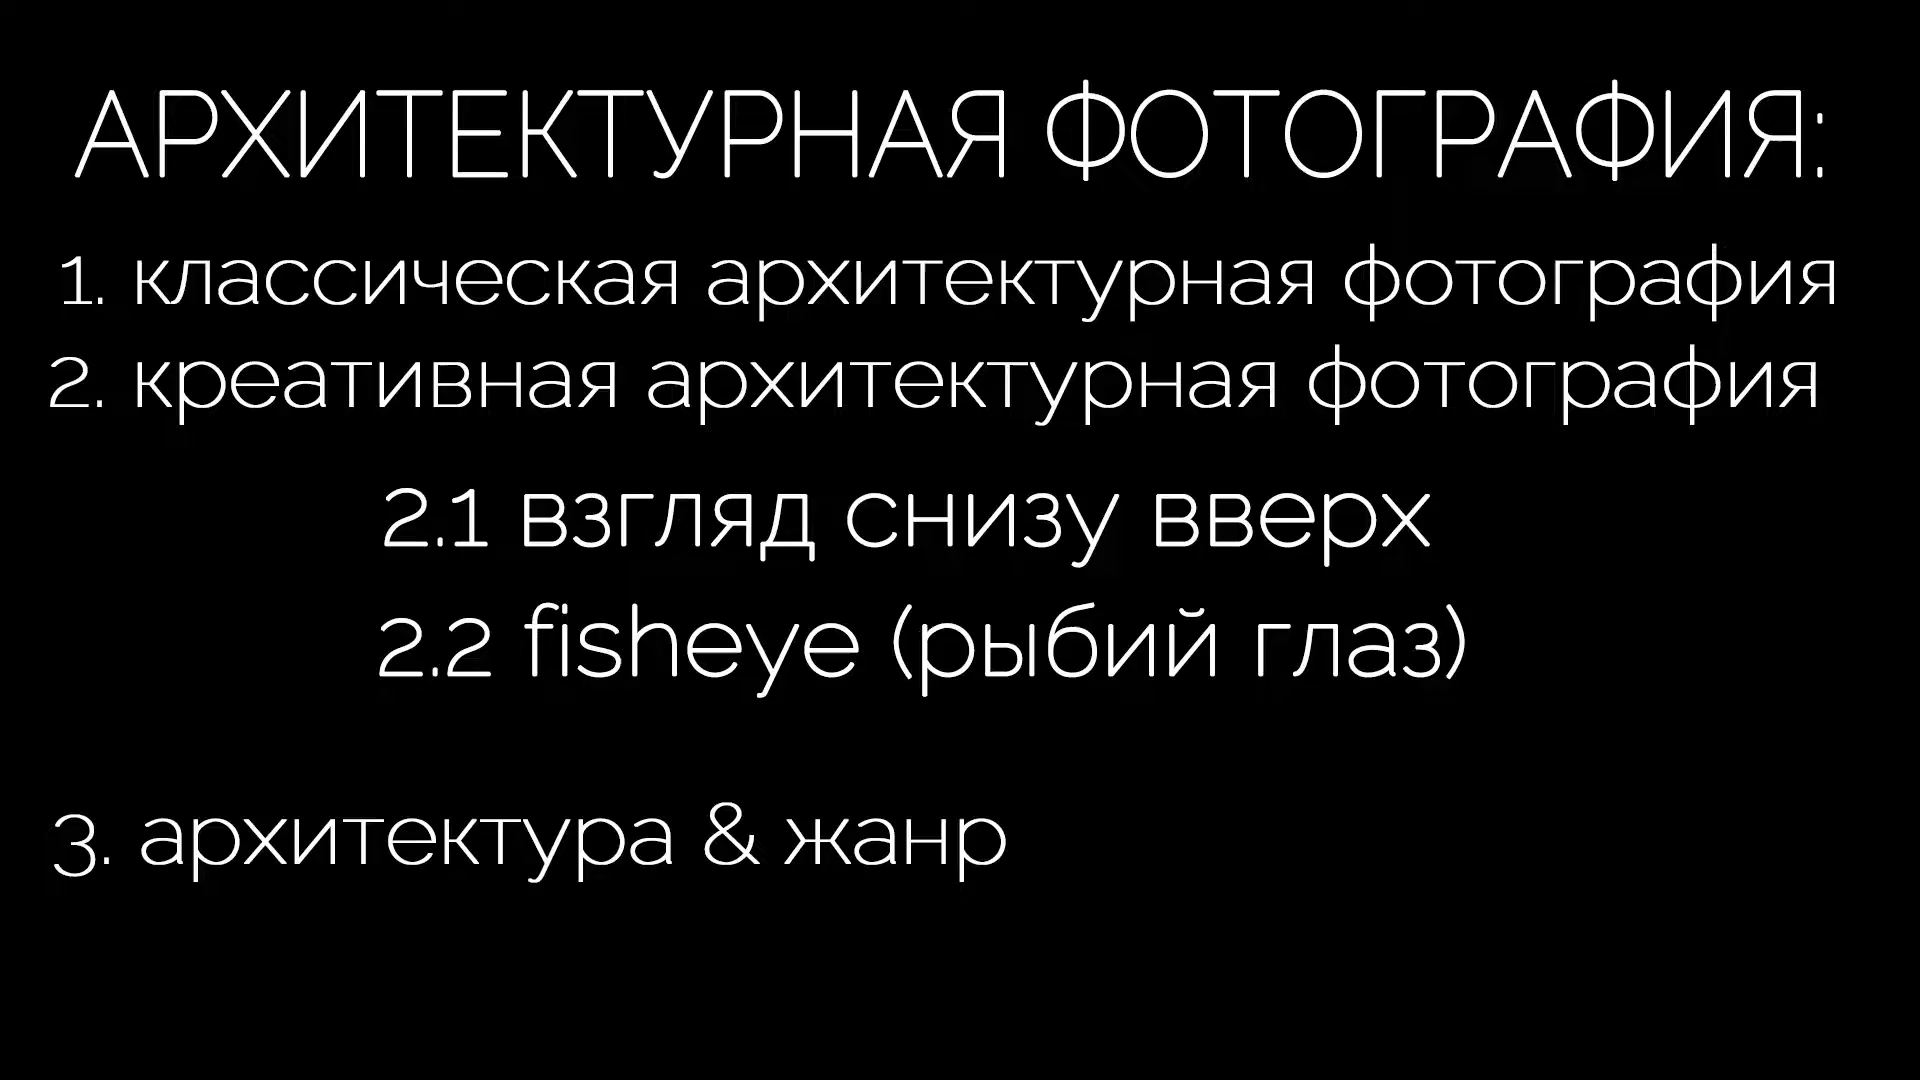 АРХИТЕКТУРНАЯ ФОТОГРАФИЯ:
1. классическая архитектурная фотография
2. креативная архитектурная фотография
2.1 взгляд снизу вверх
2.2 fisheye (рыбий глаз)
3. архитектура & жанр